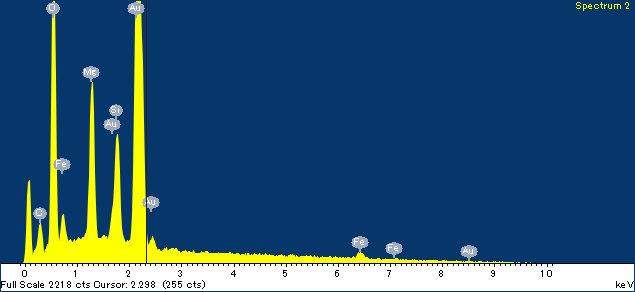 Spectrum 2
O Au
Mg
Si
Au
Fe
Au
O
Fe Fe Au
0 1 2 3 4 5 6 7 8 9 10
Full Scale 2218 cts Cursor: 2.298 (255 cts) keV